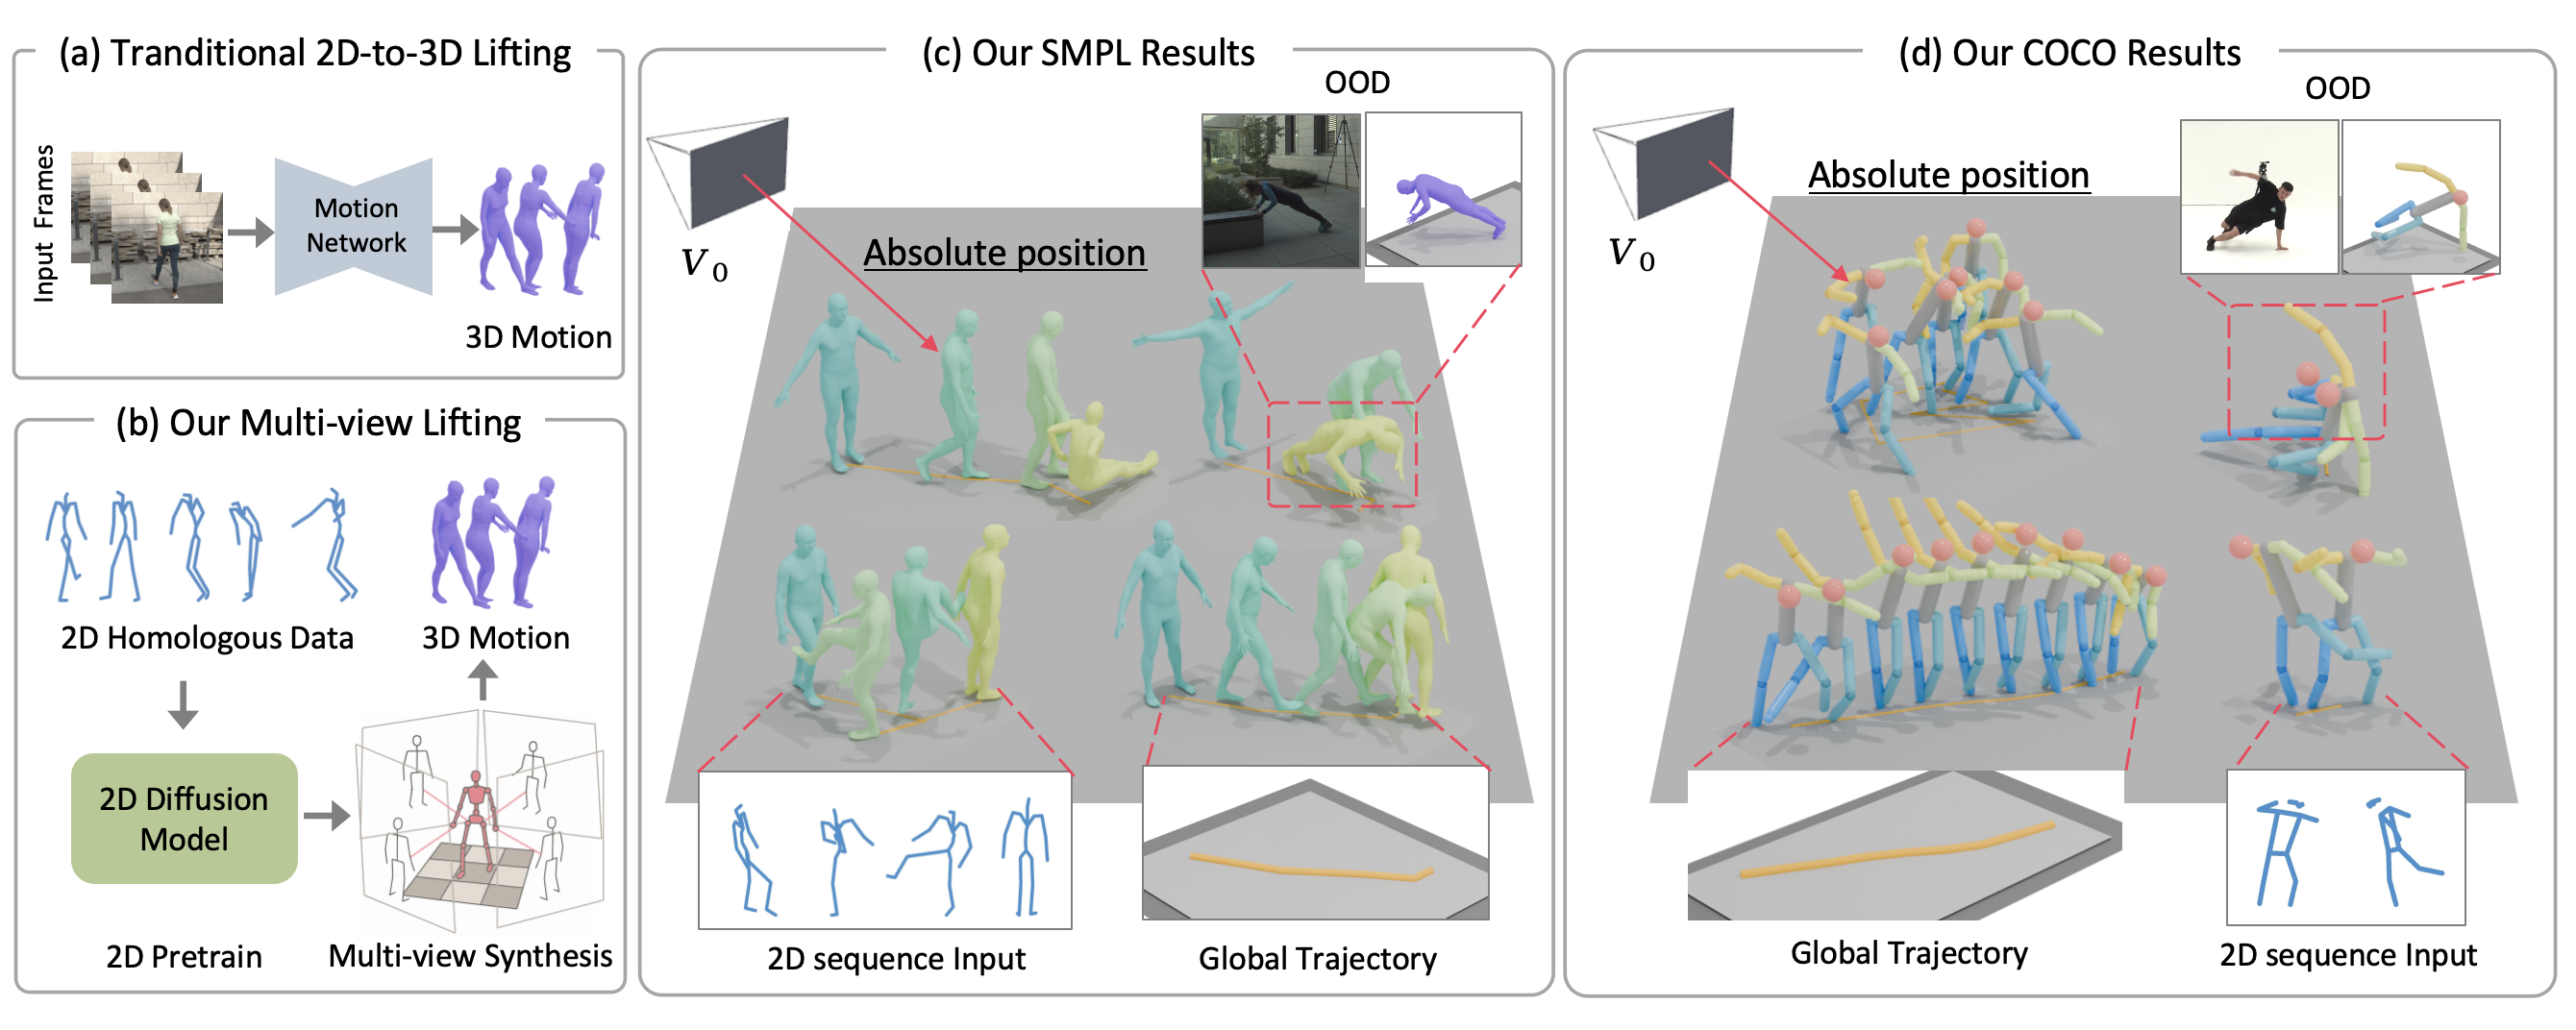 (a) Tranditional 2D-to-3D Lifting
Input Frames
Motion
Network
3D Motion
(b) Our Multi-view Lifting
2D Homologous Data
3D Motion
2D Diffusion
Model
2D Pretrain
Multi-view Synthesis
(c) Our SMPL Results
OOD
V0
Absolute position
2D sequence Input
Global Trajectory
(d) Our COCO Results
OOD
V0
Absolute position
Global Trajectory
2D sequence Input